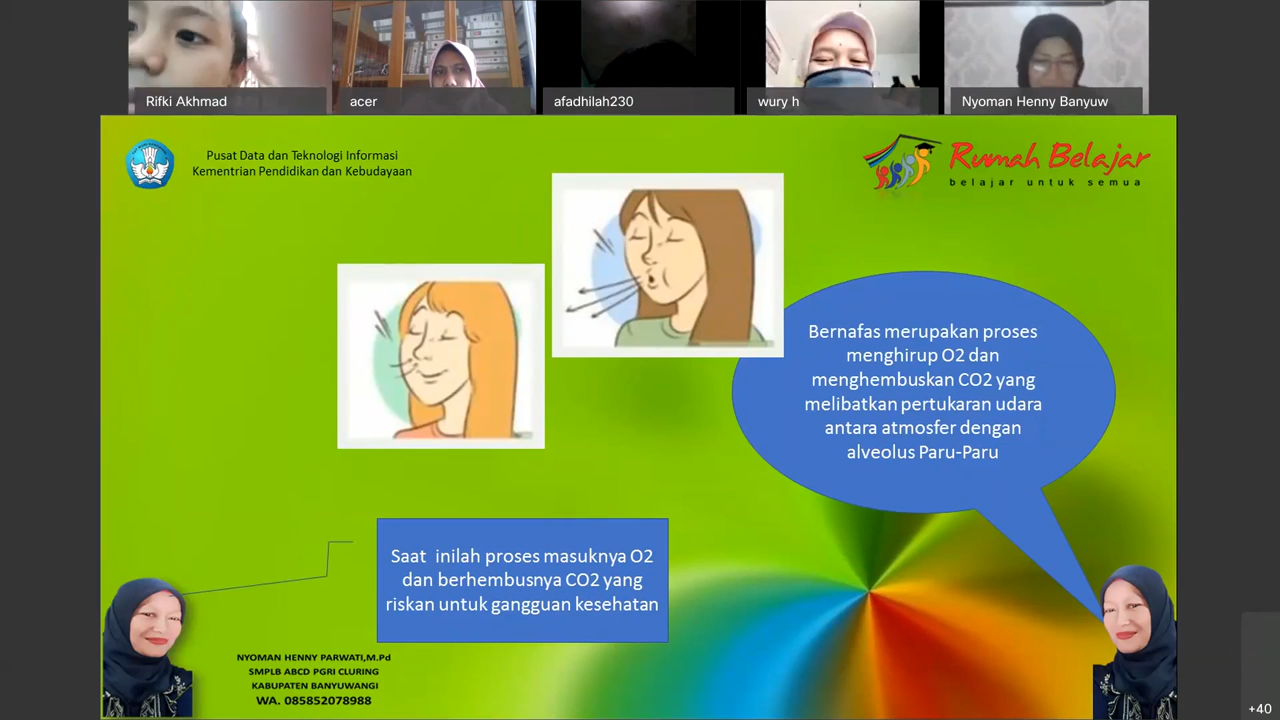 Rifki Akhmad
acer
afadhilah230
wury h
Nyoman Henny Banyuw
Pusat Data dan Teknologi Informasi
Kementrian Pendidikan dan Kebudayaan
Rumah Belajar
belajar untuk semua
Bernafas merupakan proses
menghirup O2 dan
menghembuskan CO2 yang
melibatkan pertukaran udara
antara atmosfer dengan
alveolus Paru-Paru
Saat inilah proses masuknya O2
dan berhembusnya CO2 yang
riskan untuk gangguan kesehatan
NYOMAN HENNY PARWATI,M.Pd
SMPLB ABCD PGRI CLURING
KABUPATEN BANYUWANGI
WA. 085852078988
+40